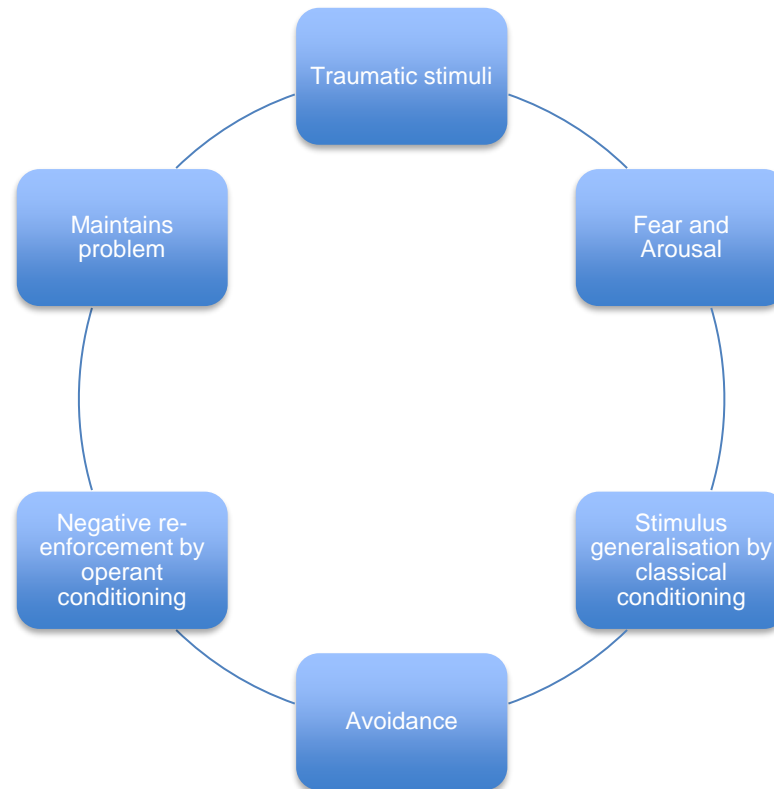 Traumatic stimuli
Fear and
Arousal
Stimulus
generalisation by
classical
conditioning
Avoidance
Negative re-
enforcement by
operant
conditioning
Maintains
problem